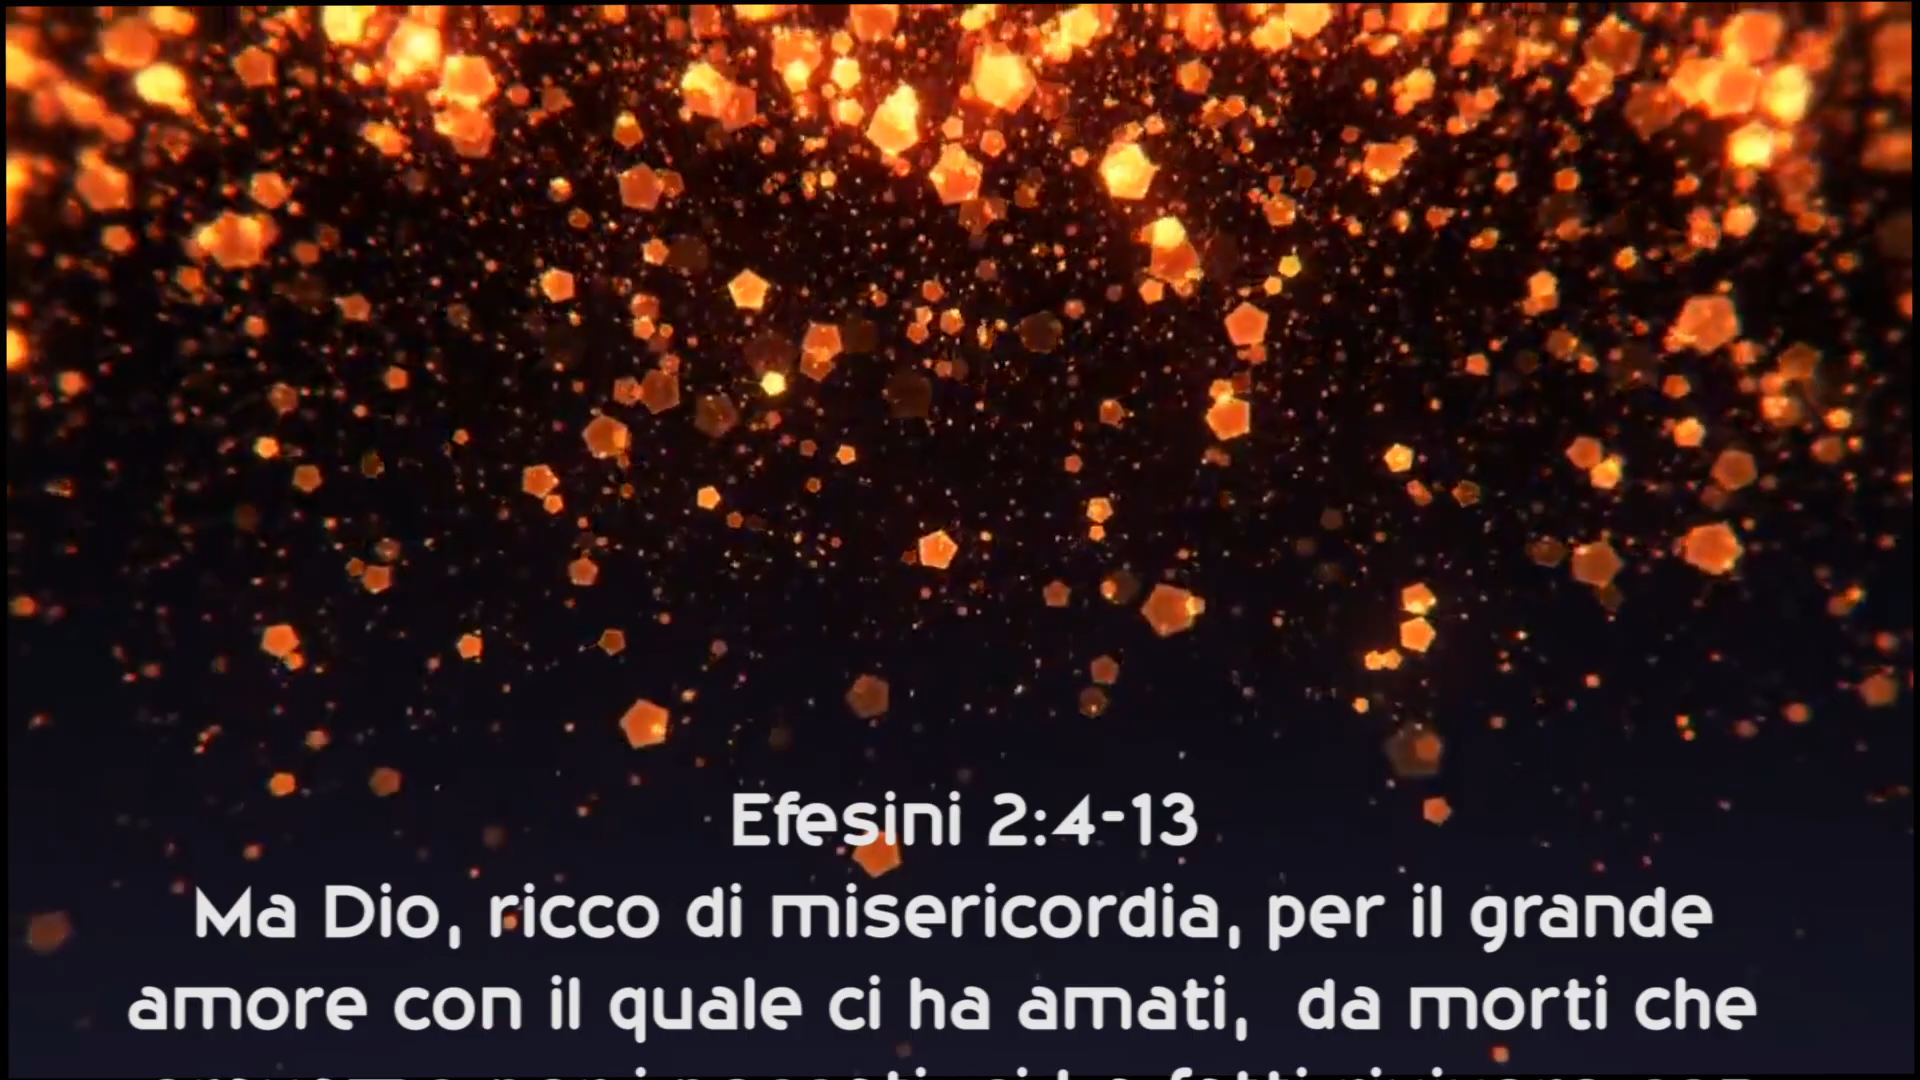 Efesini 2:4-13
Ma Dio, ricco di misericordia, per il grande
amore con il quale ci ha amati, da morti che